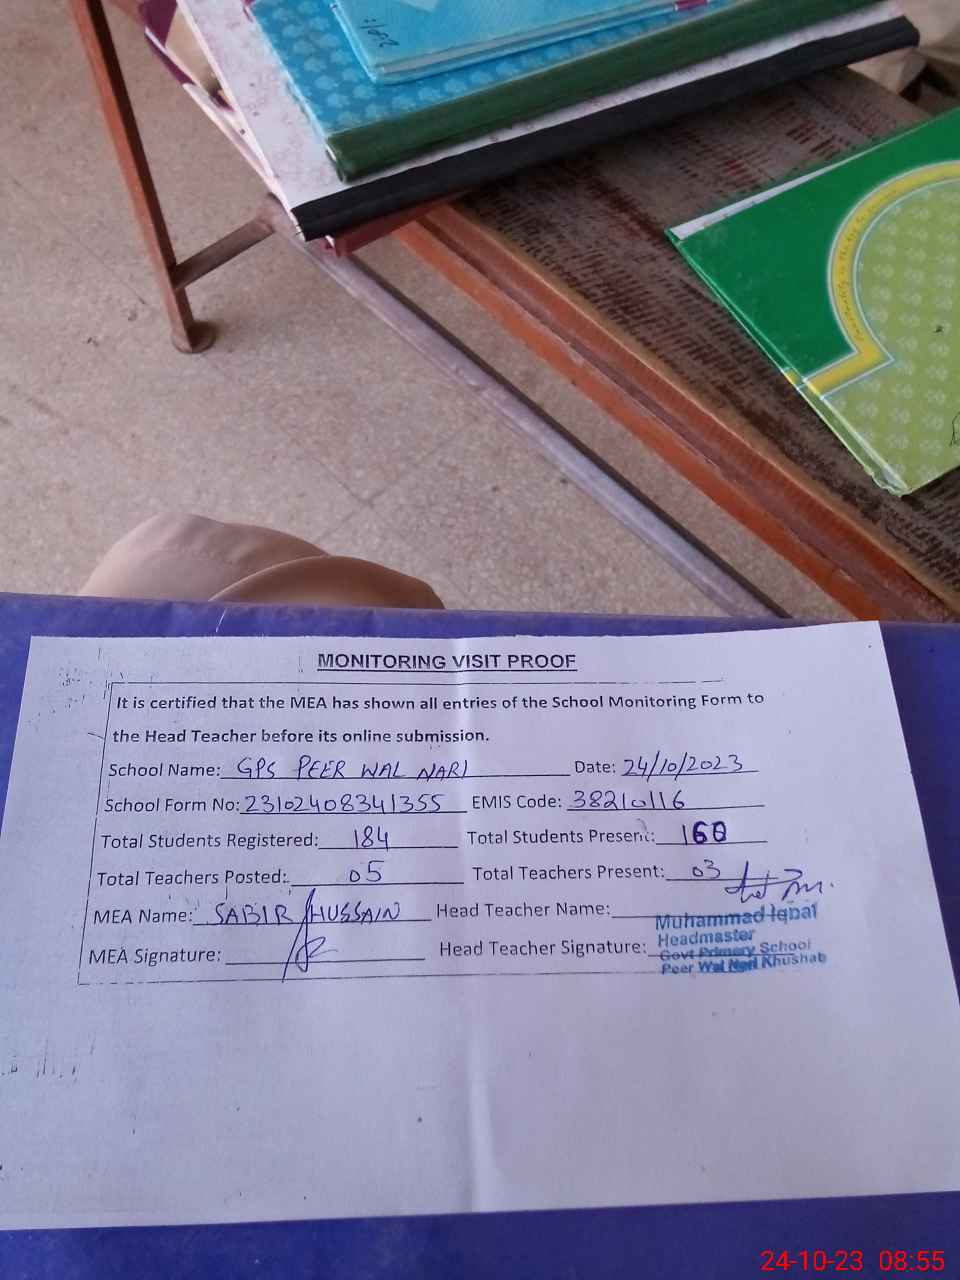 MONITORING VISIT PROOF
It is certified that the MEA has shown all entries of the School Monitoring Form to
the Head Teacher before its online submission.
School Name: GPS PEER WAL NARI Date: 24/10/2023
School Form No: 23102408341355 EMIS Code: 38210116
Total Students Registered: 184 Total Students Present: 160
Total Teachers Posted: 05 Total Teachers Present: 03
MEA Name: SABIR HUSSAIN Head Teacher Name:
Muhammad Iqbal
Headmaster
MEA Signature: Head Teacher Signature:
Govt Primary School
Peer Wal Nari Khushab
24-10-23 08:55